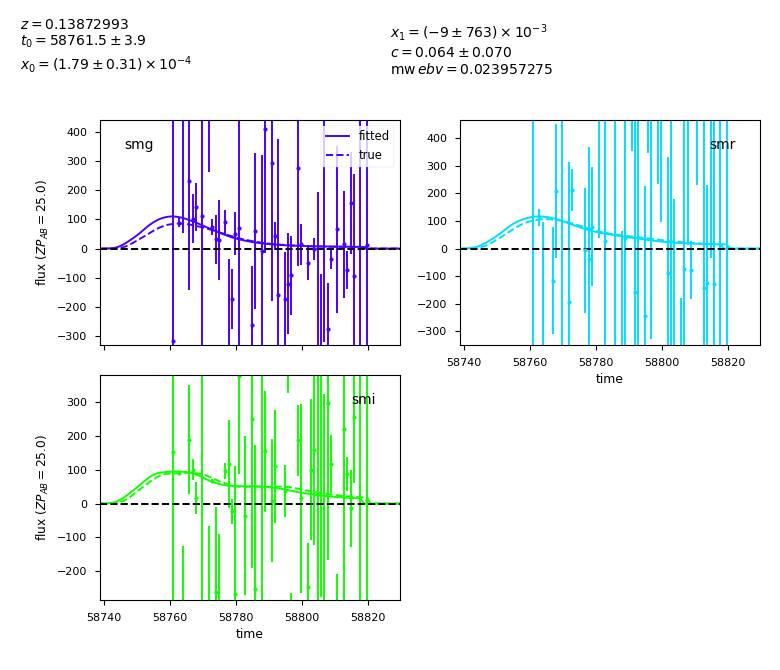 z = 0.13872993
t₀ = 58761.5 ± 3.9
x₀ = (1.79 ± 0.31) × 10⁻⁴
x₁ = (−9 ± 763) × 10⁻³
c = 0.064 ± 0.070
mw ebv = 0.023957275
smg
fitted
true
400
300
200
100
0
−100
−200
−300
flux (ZP_AB = 25.0)
smr
400
300
200
100
0
−100
−200
−300
58740 58760 58780 58800 58820
time
smi
300
200
100
0
−100
−200
flux (ZP_AB = 25.0)
58740 58760 58780 58800 58820
time